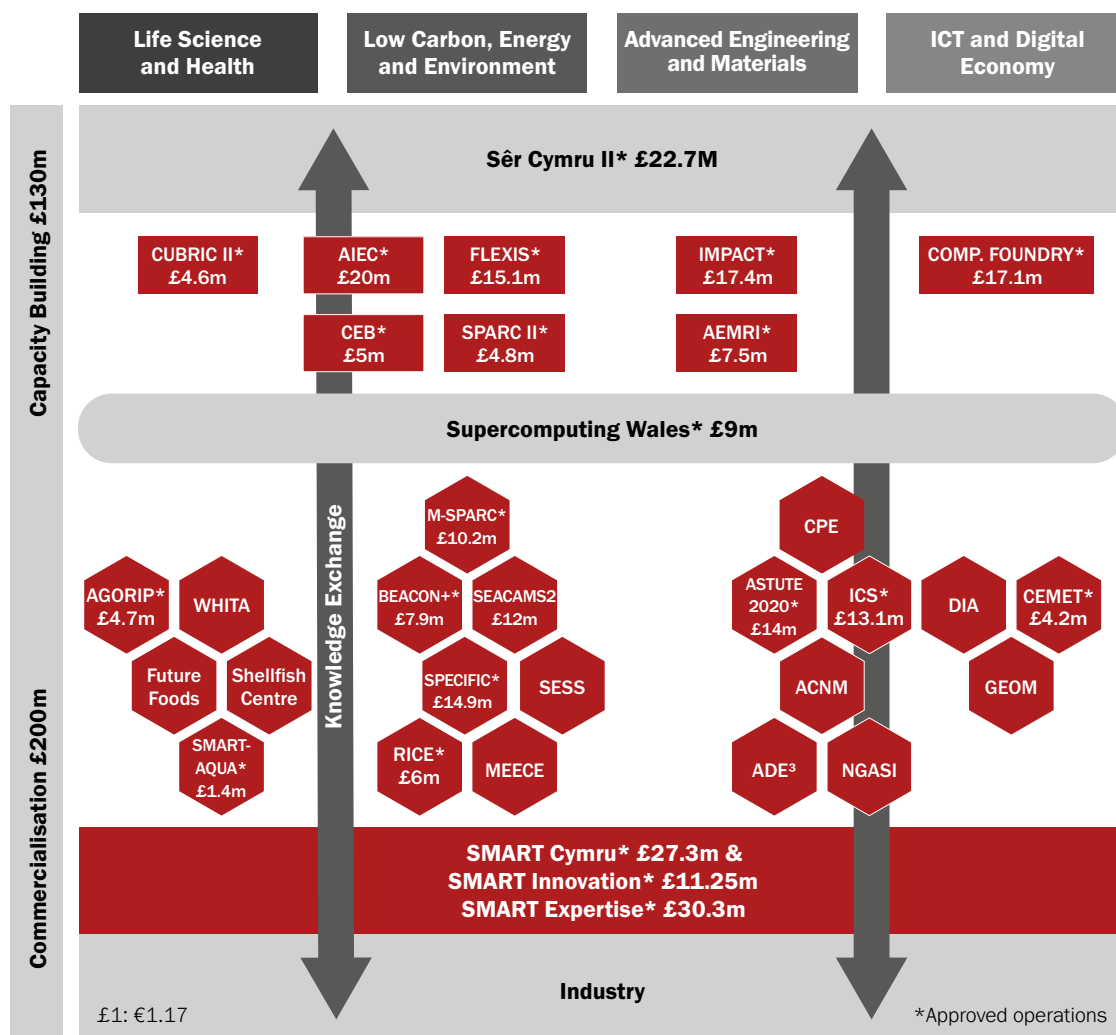 Life Science
and Health
Low Carbon, Energy
and Environment
Advanced Engineering
and Materials
ICT and Digital
Economy
Capacity Building £130m
Sêr Cymru II* £22.7M
CUBRIC II*
£4.6m
AIEC*
£20m
FLEXIS*
£15.1m
IMPACT*
£17.4m
COMP. FOUNDRY*
£17.1m
CEB*
£5m
SPARC II*
£4.8m
AEMRI*
£7.5m
Supercomputing Wales* £9m
Commercialisation £200m
Knowledge Exchange
AGORIP*
£4.7m
WHITA
Future
Foods
Shellfish
Centre
SMART-
AQUA*
£1.4m
M-SPARC*
£10.2m
BEACON+*
£7.9m
SEACAMS2
£12m
SPECIFIC*
£14.9m
SESS
RICE*
£6m
MEECE
CPE
ASTUTE
2020*
£14m
ICS*
£13.1m
ACNM
ADE³
NGASI
DIA
CEMET*
£4.2m
GEOM
SMART Cymru* £27.3m &
SMART Innovation* £11.25m
SMART Expertise* £30.3m
Industry
£1: €1.17
*Approved operations